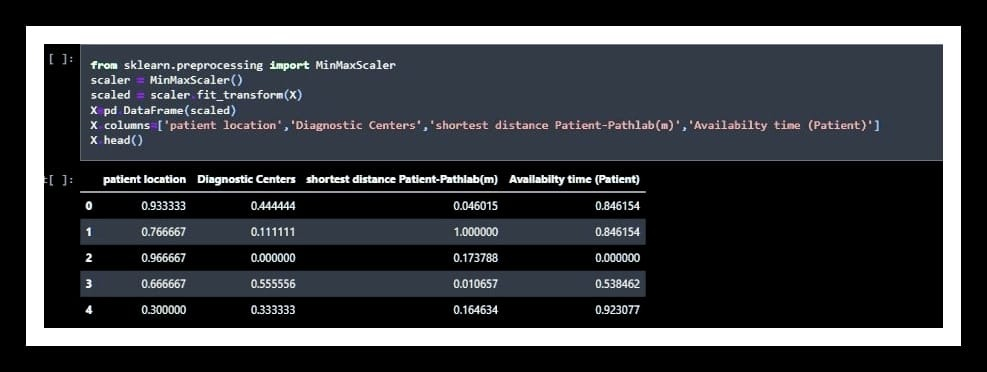 [ ]:
from sklearn.preprocessing import MinMaxScaler
scaler = MinMaxScaler()
scaled = scaler.fit_transform(X)
X=pd.DataFrame(scaled)
X.columns=['patient location','Diagnostic Centers','shortest distance Patient-Pathlab(m)','Availabilty time (Patient)']
X.head()
t[ ]:
patient location Diagnostic Centers shortest distance Patient-Pathlab(m) Availabilty time (Patient)
0 0.933333 0.444444 0.046015 0.846154
1 0.766667 0.111111 1.000000 0.846154
2 0.966667 0.000000 0.173788 0.000000
3 0.666667 0.555556 0.010657 0.538462
4 0.300000 0.333333 0.164634 0.923077